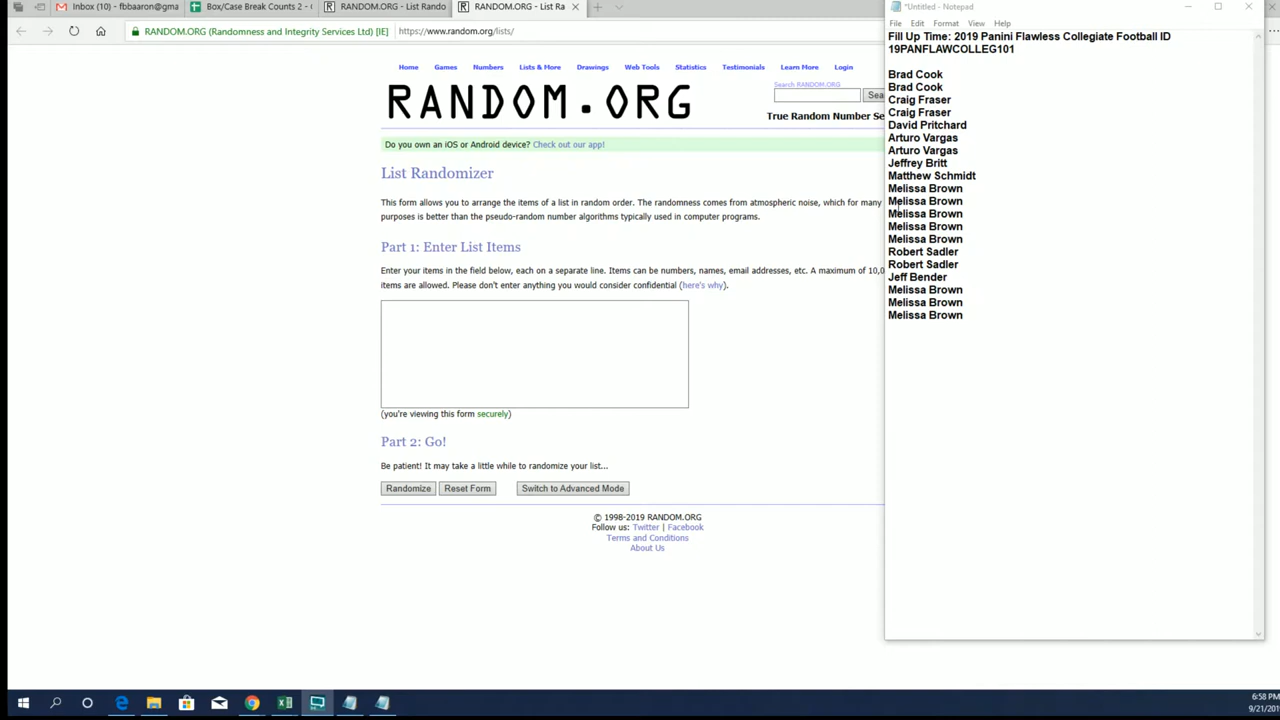 Inbox (10) - fbbaaron@gma
Box/Case Break Counts 2 -
RANDOM.ORG - List Rando
RANDOM.ORG - List Ra
RANDOM.ORG (Randomness and Integrity Services Ltd) [IE]
https://www.random.org/lists/
Home Games Numbers Lists & More Drawings Web Tools Statistics Testimonials Learn More Login
RANDOM.ORG
Search RANDOM.ORG
Sea
True Random Number Se
Do you own an iOS or Android device? Check out our app!
List Randomizer
This form allows you to arrange the items of a list in random order. The randomness comes from atmospheric noise, which for many
purposes is better than the pseudo-random number algorithms typically used in computer programs.
Part 1: Enter List Items
Enter your items in the field below, each on a separate line. Items can be numbers, names, email addresses, etc. A maximum of 10,0
items are allowed. Please don't enter anything you would consider confidential (here's why).
(you're viewing this form securely)
Part 2: Go!
Be patient! It may take a little while to randomize your list...
Randomize Reset Form Switch to Advanced Mode
© 1998-2019 RANDOM.ORG
Follow us: Twitter | Facebook
Terms and Conditions
About Us
*Untitled - Notepad
File Edit Format View Help
Fill Up Time: 2019 Panini Flawless Collegiate Football ID
19PANFLAWCOLLEG101
Brad Cook
Brad Cook
Craig Fraser
Craig Fraser
David Pritchard
Arturo Vargas
Arturo Vargas
Jeffrey Britt
Matthew Schmidt
Melissa Brown
Melissa Brown
Melissa Brown
Melissa Brown
Melissa Brown
Robert Sadler
Robert Sadler
Jeff Bender
Melissa Brown
Melissa Brown
Melissa Brown
6:58 PM
9/21/201